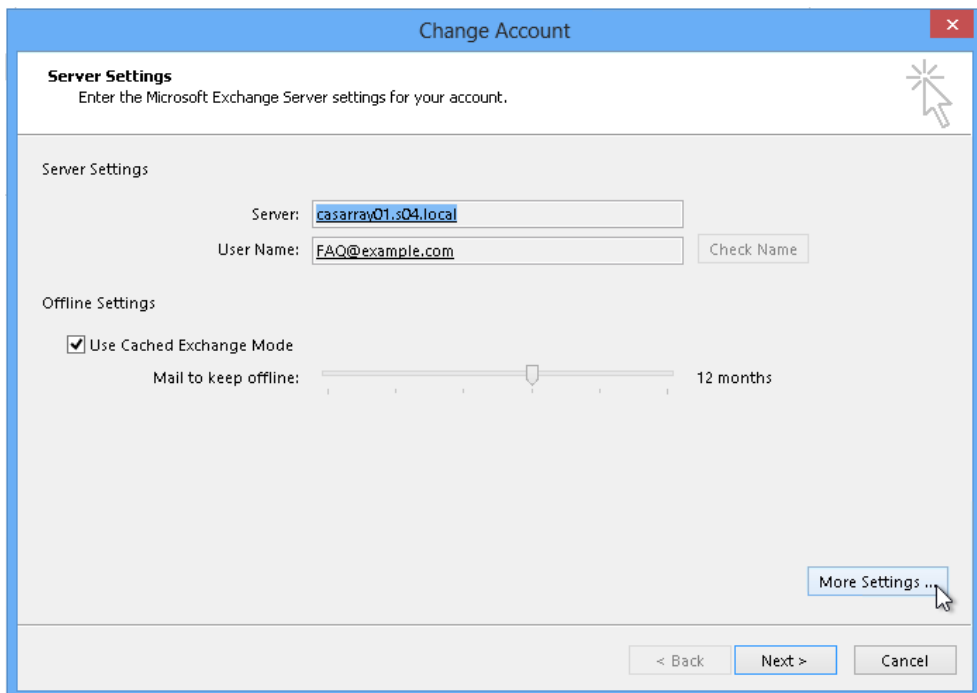 Change Account
Server Settings
Enter the Microsoft Exchange Server settings for your account.
Server Settings
Server: casarray01.s04.local
User Name: FAQ@example.com Check Name
Offline Settings
Use Cached Exchange Mode
Mail to keep offline: 12 months
More Settings ...
< Back Next > Cancel